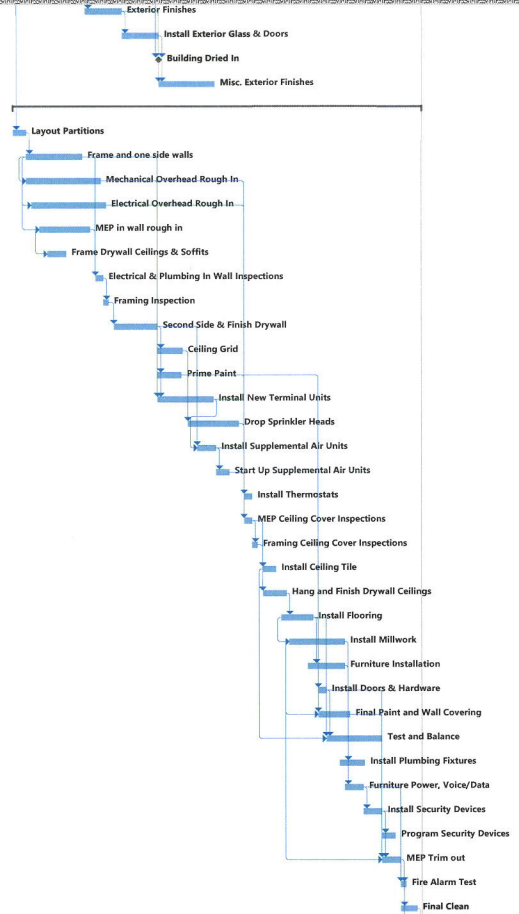 Exterior Finishes
Install Exterior Glass & Doors
Building Dried In
Misc. Exterior Finishes
Layout Partitions
Frame and one side walls
Mechanical Overhead Rough In
Electrical Overhead Rough In
MEP in wall rough in
Frame Drywall Ceilings & Soffits
Electrical & Plumbing In Wall Inspections
Framing Inspection
Second Side & Finish Drywall
Ceiling Grid
Prime Paint
Install New Terminal Units
Drop Sprinkler Heads
Install Supplemental Air Units
Start Up Supplemental Air Units
Install Thermostats
MEP Ceiling Cover Inspections
Framing Ceiling Cover Inspections
Install Ceiling Tile
Hang and Finish Drywall Ceilings
Install Flooring
Install Millwork
Furniture Installation
Install Doors & Hardware
Final Paint and Wall Covering
Test and Balance
Install Plumbing Fixtures
Furniture Power, Voice/Data
Install Security Devices
Program Security Devices
MEP Trim out
Fire Alarm Test
Final Clean